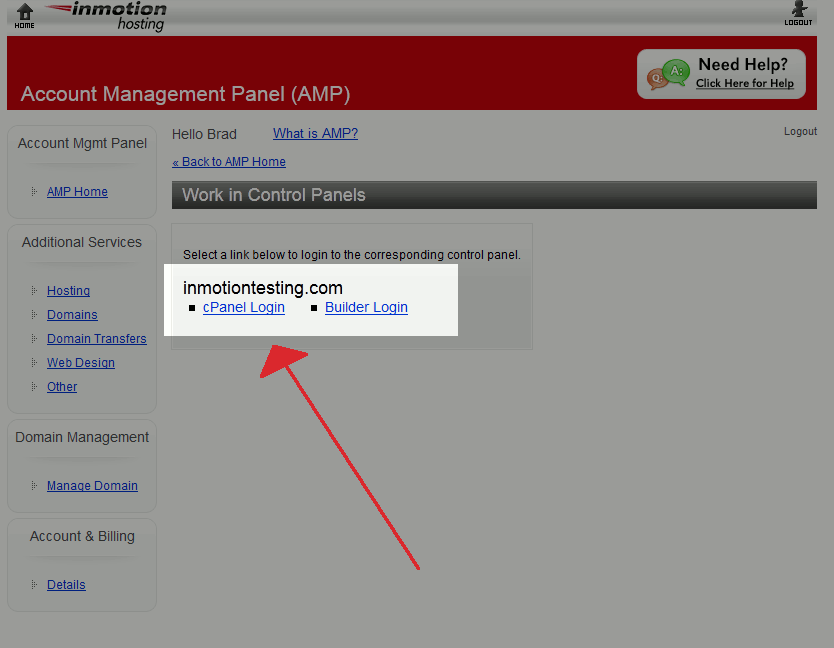 HOME
inmotion
hosting
LOGOUT
Account Management Panel (AMP)
Q:
A:
Need Help?
Click Here for Help
Account Mgmt Panel
AMP Home
Additional Services
Hosting
Domains
Domain Transfers
Web Design
Other
Domain Management
Manage Domain
Account & Billing
Details
Hello Brad What is AMP? Logout
« Back to AMP Home
Work in Control Panels
Select a link below to login to the corresponding control panel.
inmotiontesting.com
cPanel Login Builder Login